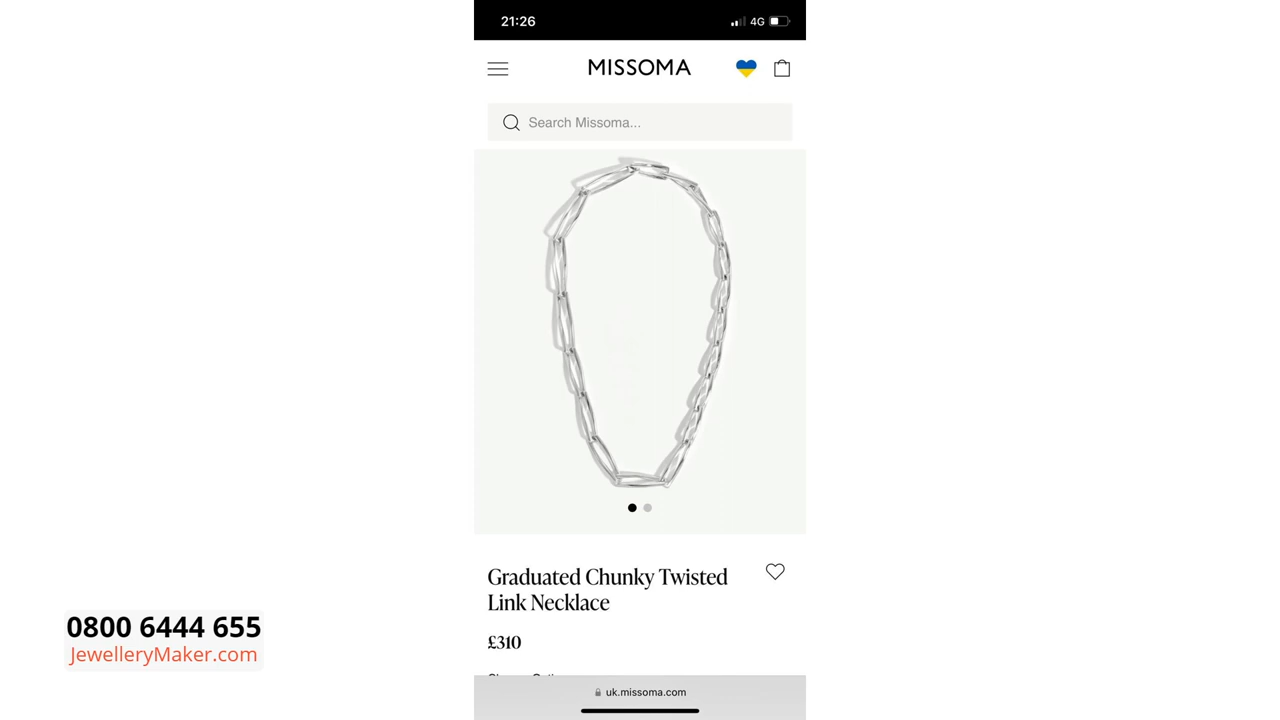 21:26
4G
MISSOMA
Search Missoma...
Graduated Chunky Twisted
Link Necklace
£310
uk.missoma.com
0800 6444 655
JewelleryMaker.com